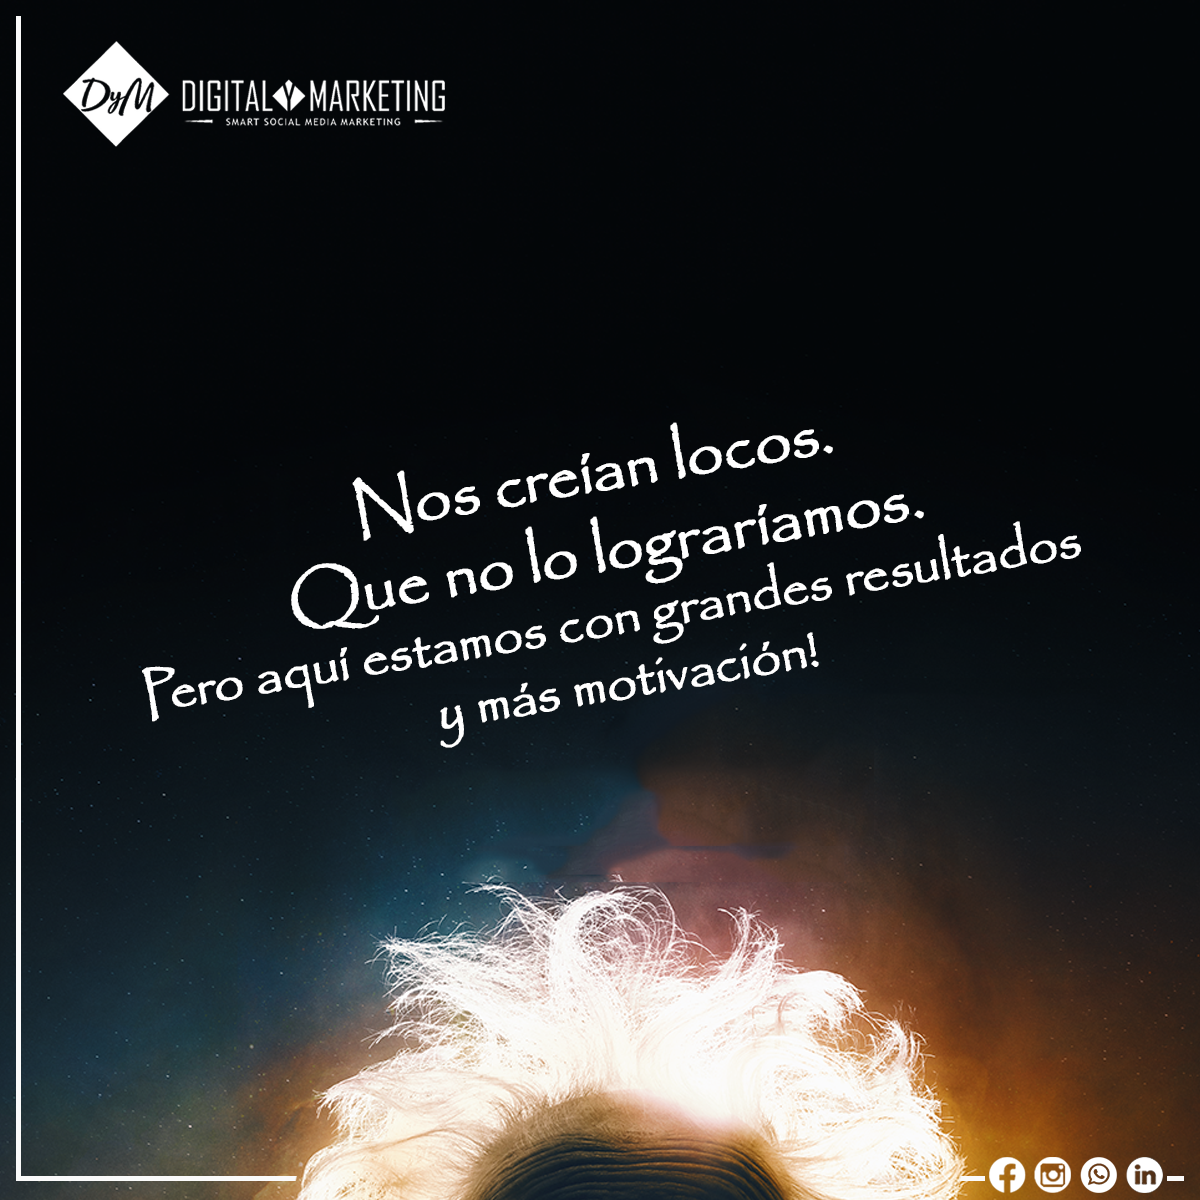 DyM
DIGITAL Y MARKETING
SMART SOCIAL MEDIA MARKETING
Nos creían locos.
Que no lo lograríamos.
Pero aquí estamos con grandes resultados
y más motivación!
in